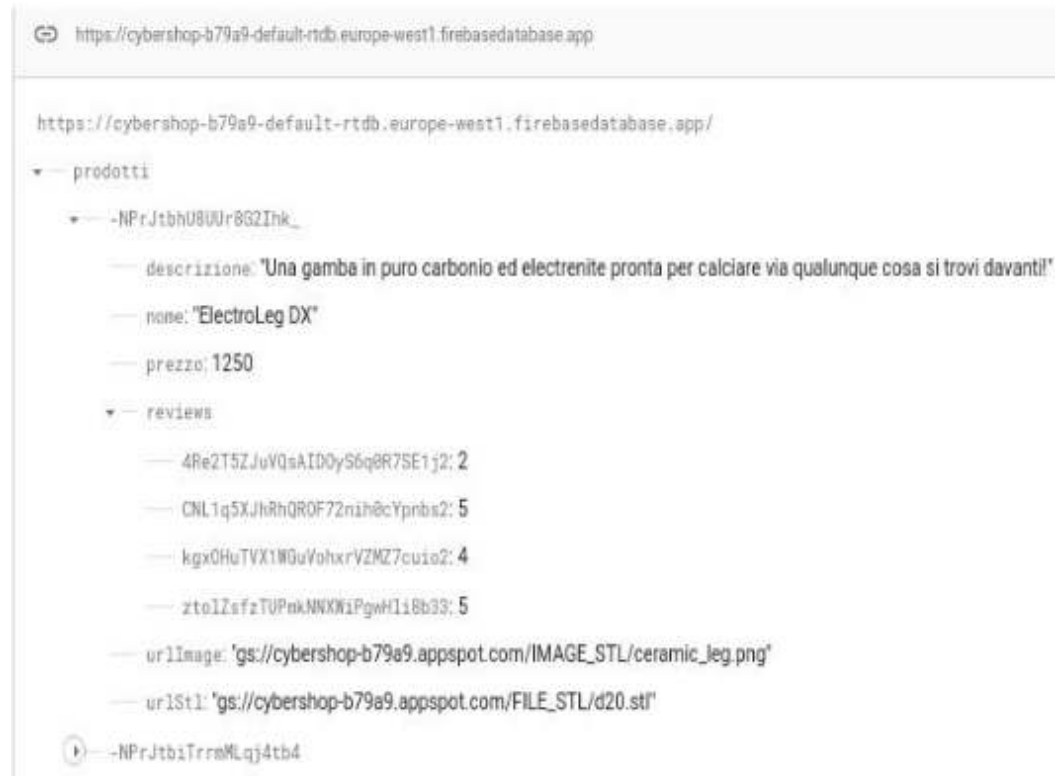 https://cybershop-b79a9-default-rtdb.europe-west1.firebasedatabase.app
https://cybershop-b79a9-default-rtdb.europe-west1.firebasedatabase.app/
prodotti
-NPrJtbhU8UUr8G2Ihk_
descrizione: "Una gamba in puro carbonio ed electrenite pronta per calciare via qualunque cosa si trovi davanti!"
nome: "ElectroLeg DX"
prezzo: 1250
reviews
4Re2T5ZJuVQsAIDOyS6q0R7SE1j2: 2
CNL1q5XJhRhQROF72nih0cYpnbs2: 5
kgxOHuTVX1WGuVohxrVZMZ7cuio2: 4
ztolZsfzTUPmkNNXWiPgwHIiBb33: 5
urlImage: "gs://cybershop-b79a9.appspot.com/IMAGE_STL/ceramic_leg.png"
urlStl: "gs://cybershop-b79a9.appspot.com/FILE_STL/d20.stl"
-NPrJtbiTrrmMLqj4tb4